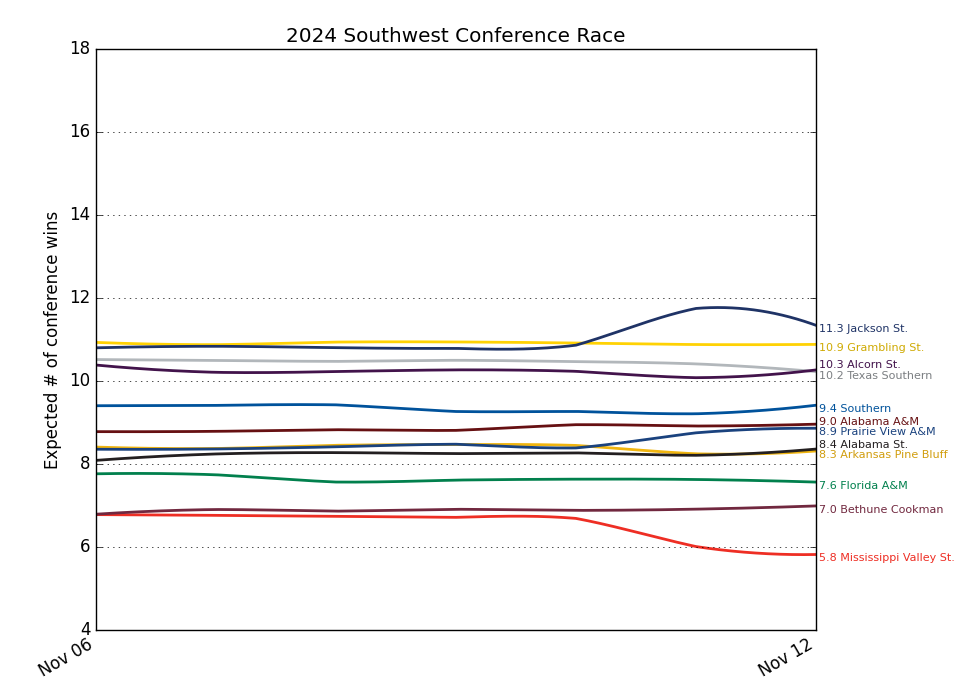 2024 Southwest Conference Race
Expected # of conference wins
18
16
14
12
10
8
6
4
Nov 06
Nov 12
11.3 Jackson St.
10.9 Grambling St.
10.3 Alcorn St.
10.2 Texas Southern
9.4 Southern
9.0 Alabama A&M
8.9 Prairie View A&M
8.4 Alabama St.
8.3 Arkansas Pine Bluff
7.6 Florida A&M
7.0 Bethune Cookman
5.8 Mississippi Valley St.